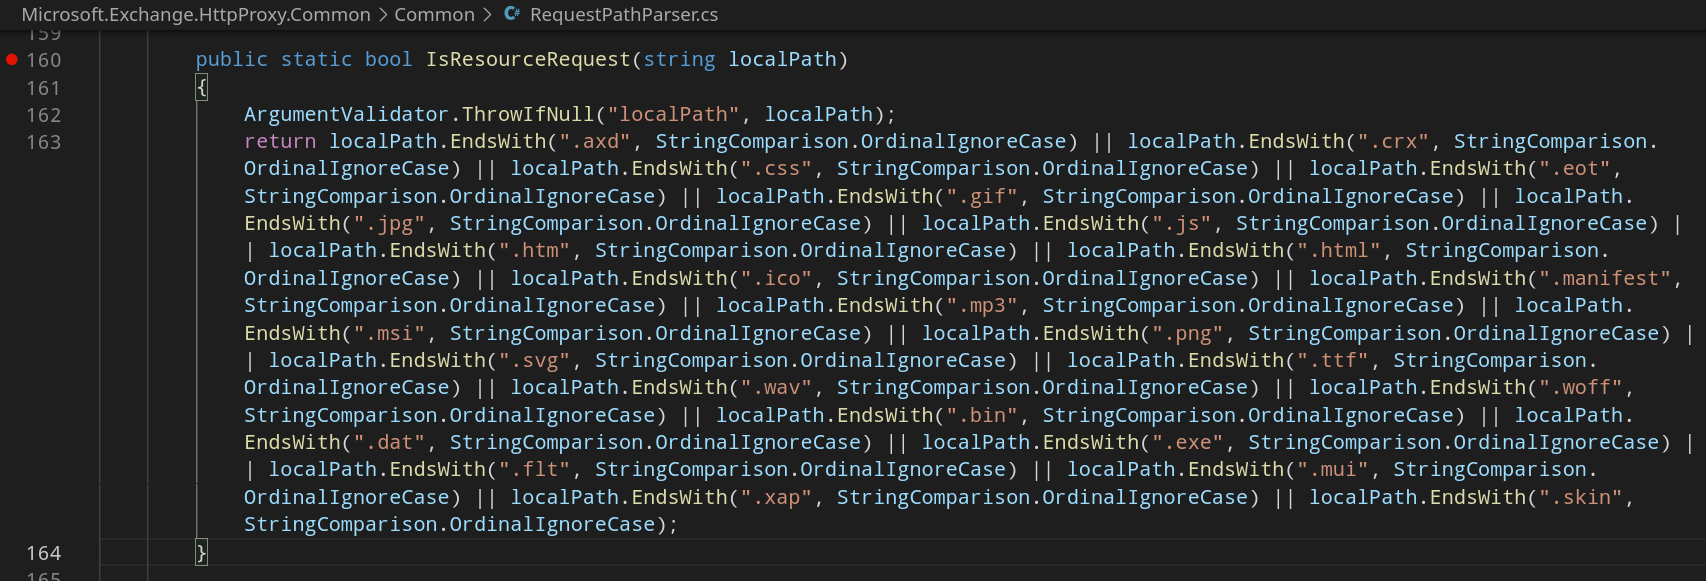 Microsoft.Exchange.HttpProxy.Common > Common > C# RequestPathParser.cs
159
160 public static bool IsResourceRequest(string localPath)
161 {
162 ArgumentValidator.ThrowIfNull("localPath", localPath);
163 return localPath.EndsWith(".axd", StringComparison.OrdinalIgnoreCase) || localPath.EndsWith(".crx", StringComparison.
OrdinalIgnoreCase) || localPath.EndsWith(".css", StringComparison.OrdinalIgnoreCase) || localPath.EndsWith(".eot",
StringComparison.OrdinalIgnoreCase) || localPath.EndsWith(".gif", StringComparison.OrdinalIgnoreCase) || localPath.
EndsWith(".jpg", StringComparison.OrdinalIgnoreCase) || localPath.EndsWith(".js", StringComparison.OrdinalIgnoreCase) |
| localPath.EndsWith(".htm", StringComparison.OrdinalIgnoreCase) || localPath.EndsWith(".html", StringComparison.
OrdinalIgnoreCase) || localPath.EndsWith(".ico", StringComparison.OrdinalIgnoreCase) || localPath.EndsWith(".manifest",
StringComparison.OrdinalIgnoreCase) || localPath.EndsWith(".mp3", StringComparison.OrdinalIgnoreCase) || localPath.
EndsWith(".msi", StringComparison.OrdinalIgnoreCase) || localPath.EndsWith(".png", StringComparison.OrdinalIgnoreCase) |
| localPath.EndsWith(".svg", StringComparison.OrdinalIgnoreCase) || localPath.EndsWith(".ttf", StringComparison.
OrdinalIgnoreCase) || localPath.EndsWith(".wav", StringComparison.OrdinalIgnoreCase) || localPath.EndsWith(".woff",
StringComparison.OrdinalIgnoreCase) || localPath.EndsWith(".bin", StringComparison.OrdinalIgnoreCase) || localPath.
EndsWith(".dat", StringComparison.OrdinalIgnoreCase) || localPath.EndsWith(".exe", StringComparison.OrdinalIgnoreCase) |
| localPath.EndsWith(".flt", StringComparison.OrdinalIgnoreCase) || localPath.EndsWith(".mui", StringComparison.
OrdinalIgnoreCase) || localPath.EndsWith(".xap", StringComparison.OrdinalIgnoreCase) || localPath.EndsWith(".skin",
StringComparison.OrdinalIgnoreCase);
164 }
165